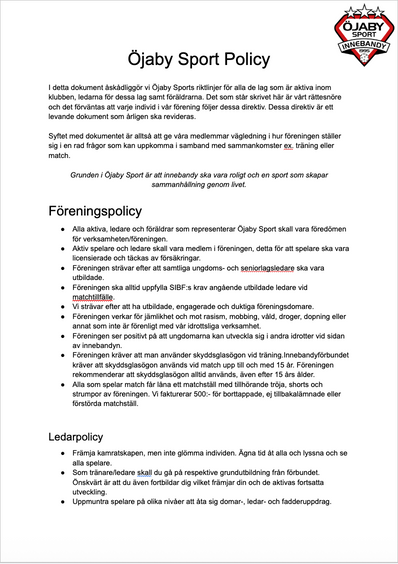 ÖJABY
SPORT
INNEBANDY
1995
Öjaby Sport Policy
I detta dokument åskådliggör vi Öjaby Sports riktlinjer för alla de lag som är aktiva inom
klubben, ledarna för dessa lag samt föräldrarna. Det som står skrivet här är vårt rättesnöre
och det förväntas att varje individ i vår förening följer dessa direktiv. Dessa direktiv är ett
levande dokument som årligen ska revideras.
Syftet med dokumentet är alltså att ge våra medlemmar vägledning i hur föreningen ställer
sig i en rad frågor som kan uppkomma i samband med sammankomster ex. träning eller
match.
Grunden i Öjaby Sport är att innebandy ska vara roligt och en sport som skapar
sammanhållning genom livet.
Föreningspolicy
● Alla aktiva, ledare och föräldrar som representerar Öjaby Sport skall vara föredömen
för verksamheten/föreningen.
● Aktiv spelare och ledare skall vara medlem i föreningen, detta för att spelare ska vara
licensierade och täckas av försäkringar.
● Föreningen strävar efter att samtliga ungdoms- och seniorlagsledare ska vara
utbildade.
● Föreningen ska alltid uppfylla SIBF:s krav angående utbildade ledare vid
matchtillfälle.
● Vi strävar efter att ha utbildade, engagerade och duktiga föreningsdomare.
● Föreningen verkar för jämlikhet och mot rasism, mobbing, våld, droger, dopning eller
annat som inte är förenligt med vår idrottsliga verksamhet.
● Föreningen ser positivt på att ungdomarna kan utveckla sig i andra idrotter vid sidan
av innebandyn.
● Föreningen kräver att man använder skyddsglasögon vid träning.Innebandyförbundet
kräver att skyddsglasögon används vid match upp till och med 15 år. Föreningen
rekommenderar att skyddsglasögon alltid används, även efter 15 års ålder.
● Alla som spelar match får låna ett matchställ med tillhörande tröja, shorts och
strumpor av föreningen. Vi fakturerar 500:- för borttappade, ej tillbakalämnade eller
förstörda matchställ.
Ledarpolicy
● Främja kamratskapen, men inte glömma individen. Ägna tid åt alla och lyssna och se
alla spelare.
● Som tränare/ledare skall du gå på respektive grundutbildning från förbundet.
Önskvärt är att du även fortbildar dig vilket främjar din och de aktivas fortsatta
utveckling.
● Uppmuntra spelare på olika nivåer att åta sig domar-, ledar- och fadderuppdrag.